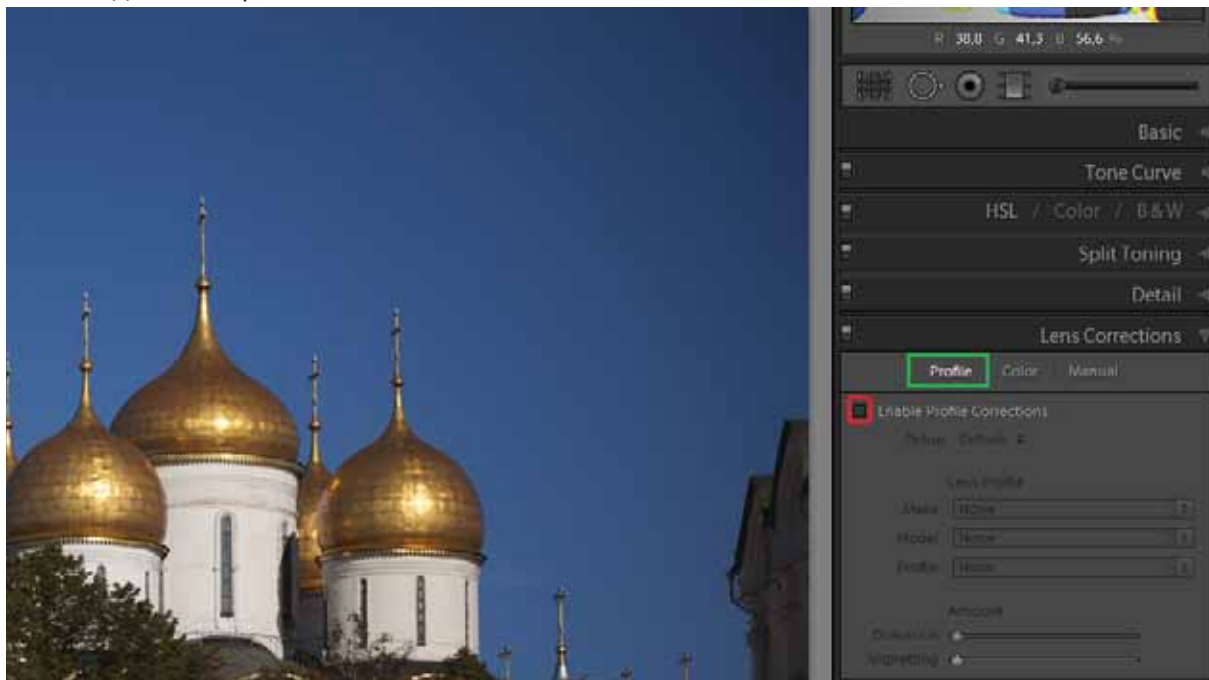 R 38,8 G 41,3 B 56,6 %
Basic
Tone Curve
HSL / Color / B & W
Split Toning
Detail
Lens Corrections
Profile Color Manual
Enable Profile Corrections
Setup Default
Lens Profile
Make None
Model None
Profile None
Amount
Distortion
Vignetting